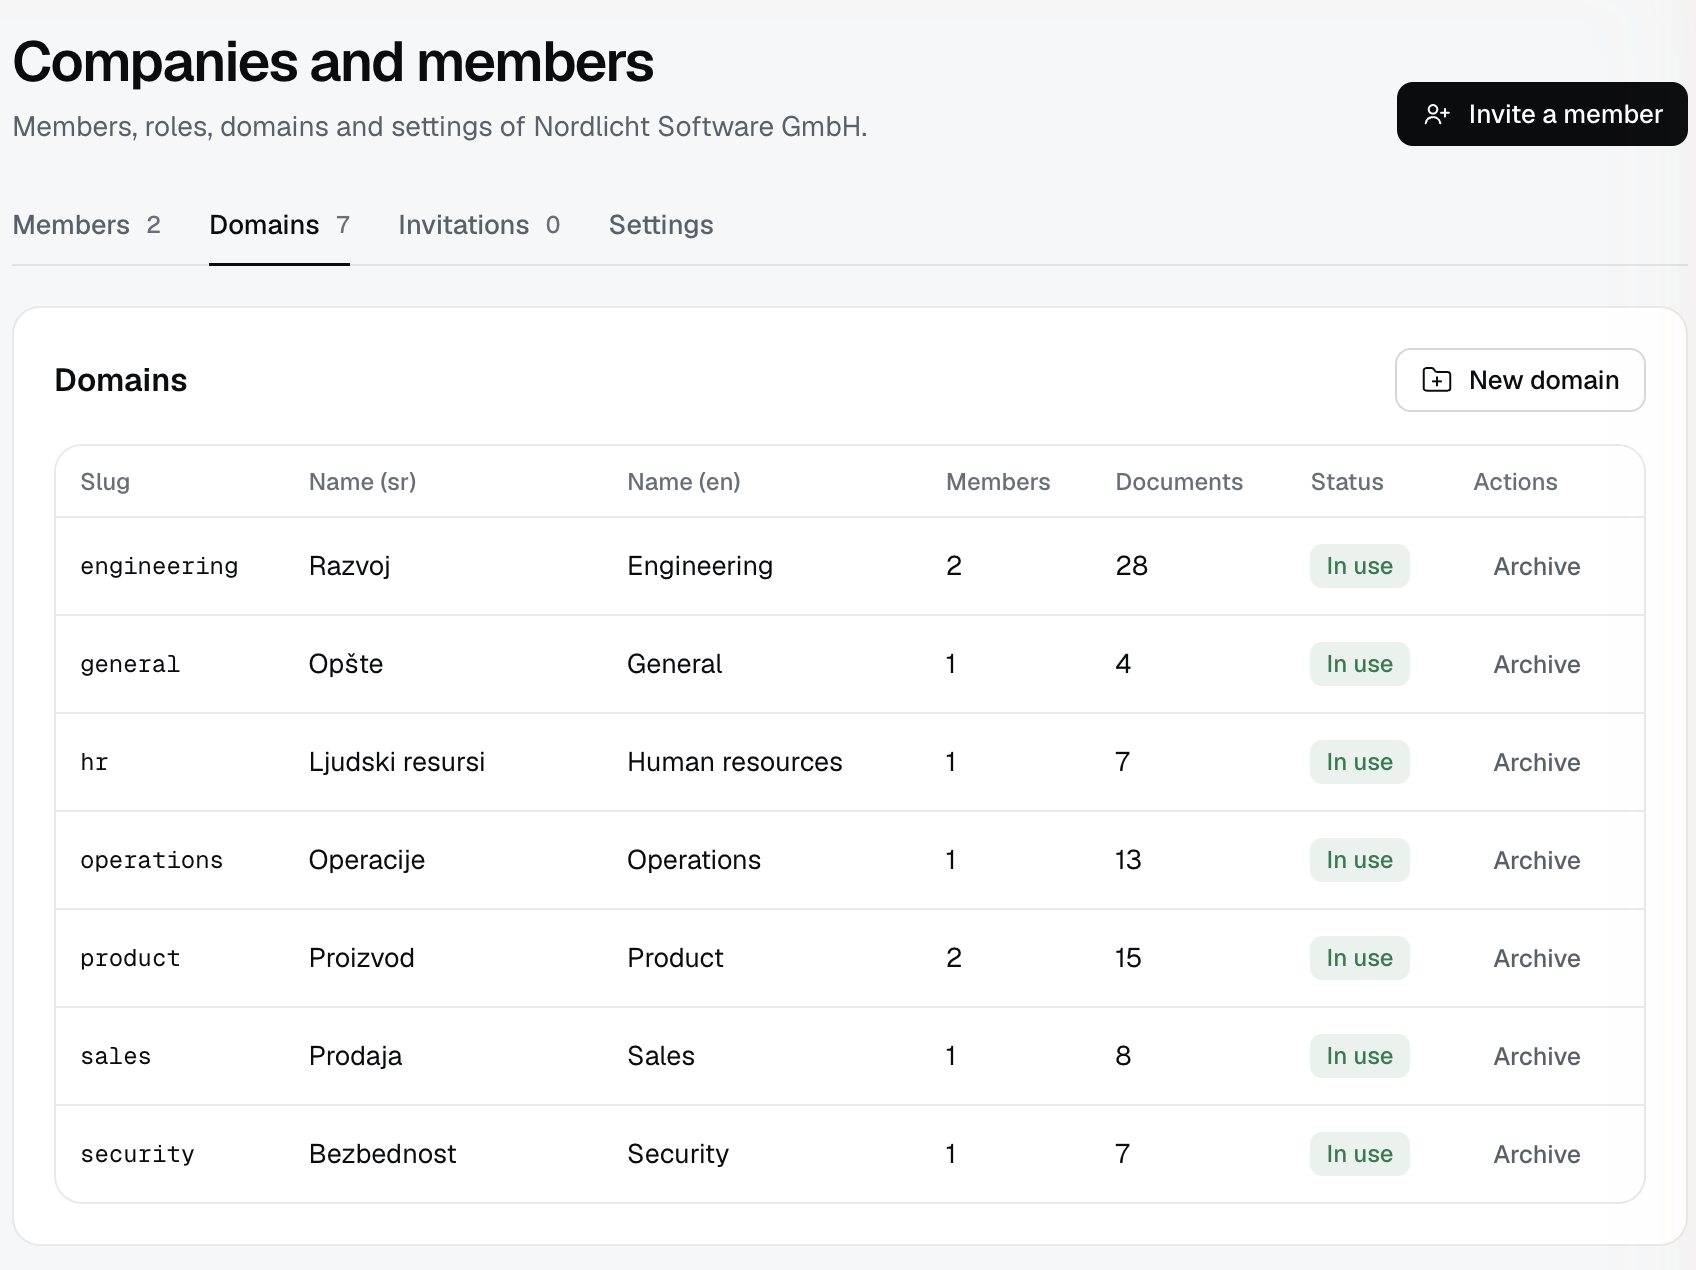 Companies and members
Members, roles, domains and settings of Nordlicht Software GmbH.
Invite a member
Members 2 Domains 7 Invitations 0 Settings
Domains
New domain
Slug Name (sr) Name (en) Members Documents Status Actions
engineering Razvoj Engineering 2 28 In use Archive
general Opšte General 1 4 In use Archive
hr Ljudski resursi Human resources 1 7 In use Archive
operations Operacije Operations 1 13 In use Archive
product Proizvod Product 2 15 In use Archive
sales Prodaja Sales 1 8 In use Archive
security Bezbednost Security 1 7 In use Archive